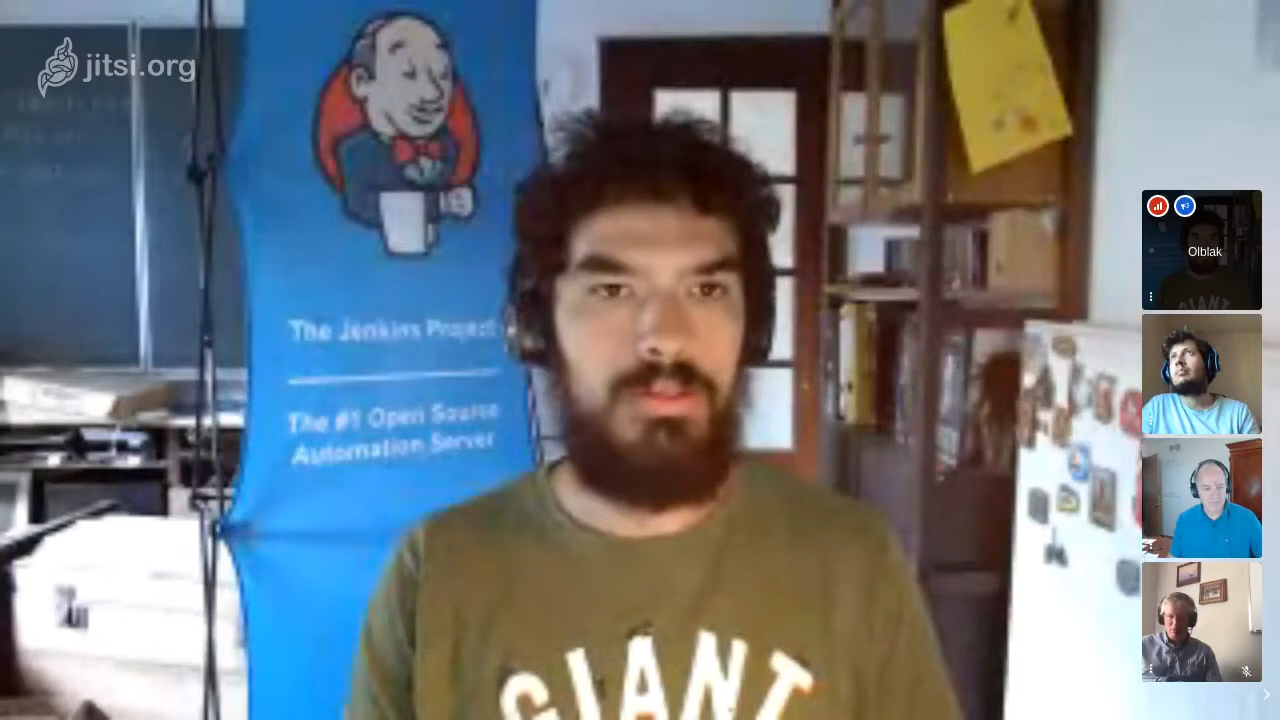 jitsi.org
The Jenkins Project
The #1 Open Source
Automation Server
GIANT
Olblak